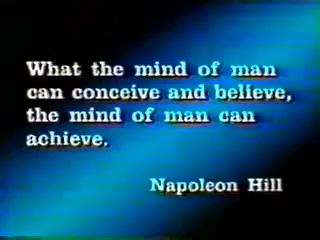 What the mind of man
can conceive and believe,
the mind of man can
achieve.
Napoleon Hill